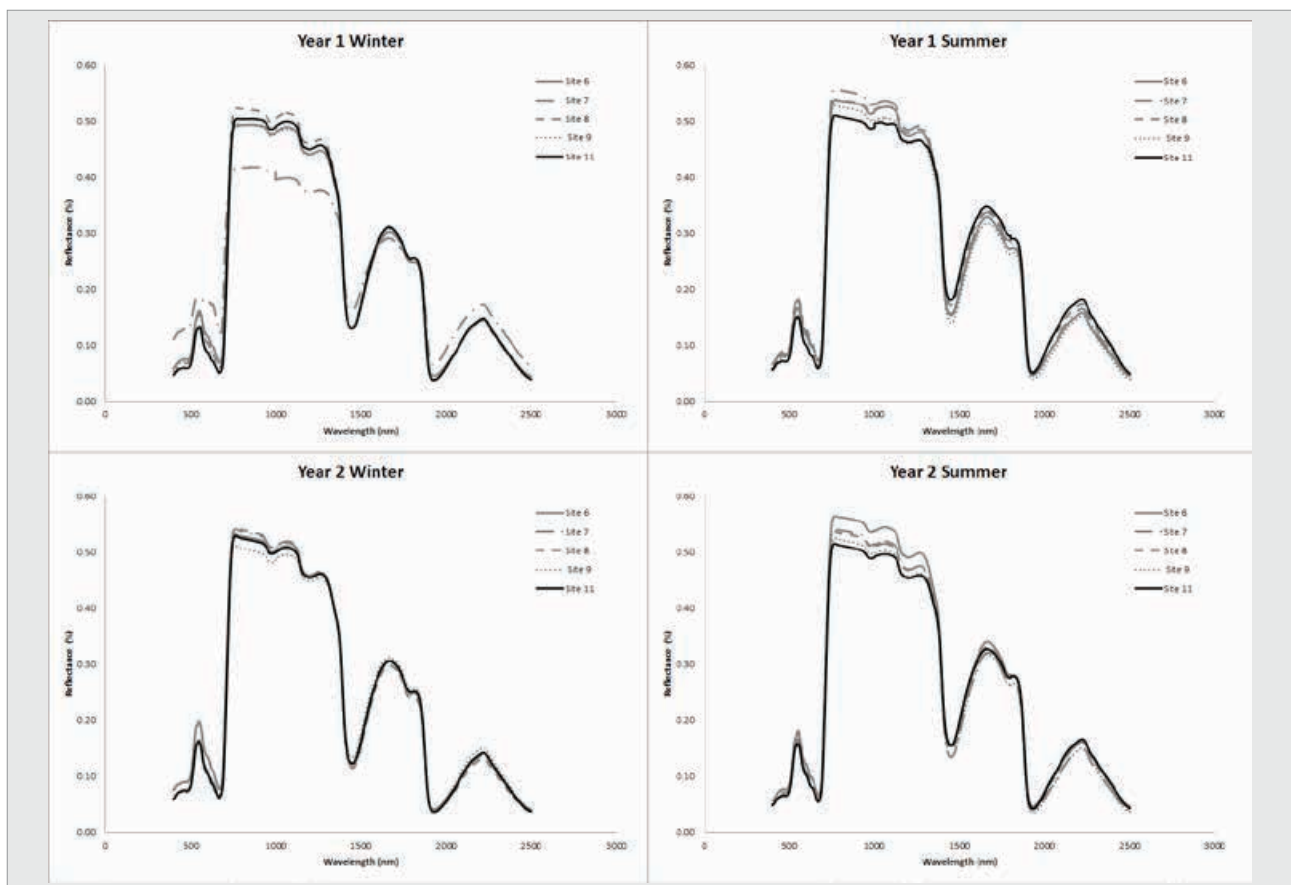 Year 1 Winter
0.60
0.50
0.40
0.30
0.20
0.10
0.00
0
500
1000
1500
2000
2500
3000
Reflectance (%)
Wavelength (nm)
Site 6
Site 7
Site 8
Site 9
Site 11
Year 1 Summer
0.60
0.50
0.40
0.30
0.20
0.10
0.00
0
500
1000
1500
2000
2500
3000
Reflectance (%)
Wavelength (nm)
Site 6
Site 7
Site 8
Site 9
Site 11
Year 2 Winter
0.60
0.50
0.40
0.30
0.20
0.10
0.00
0
500
1000
1500
2000
2500
3000
Reflectance (%)
Wavelength (nm)
Site 6
Site 7
Site 8
Site 9
Site 11
Year 2 Summer
0.60
0.50
0.40
0.30
0.20
0.10
0.00
0
500
1000
1500
2000
2500
3000
Reflectance (%)
Wavelength (nm)
Site 6
Site 7
Site 8
Site 9
Site 11